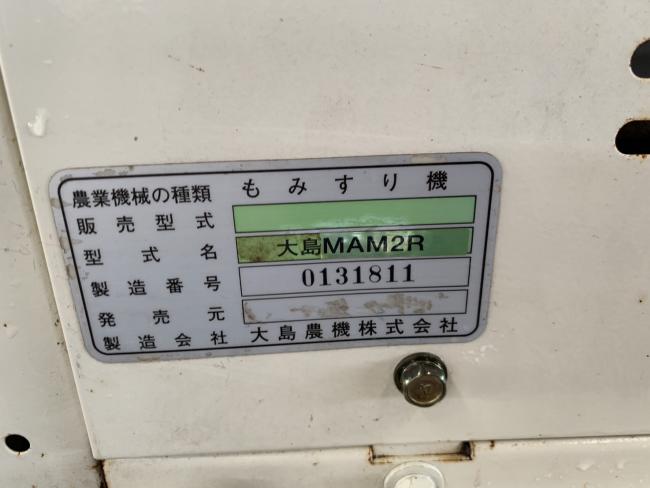 農業機械の種類 もみすり機
販売型式
型式名 大島MAM2R
製造番号 0131811
発売元
製造会社 大島農機株式会社